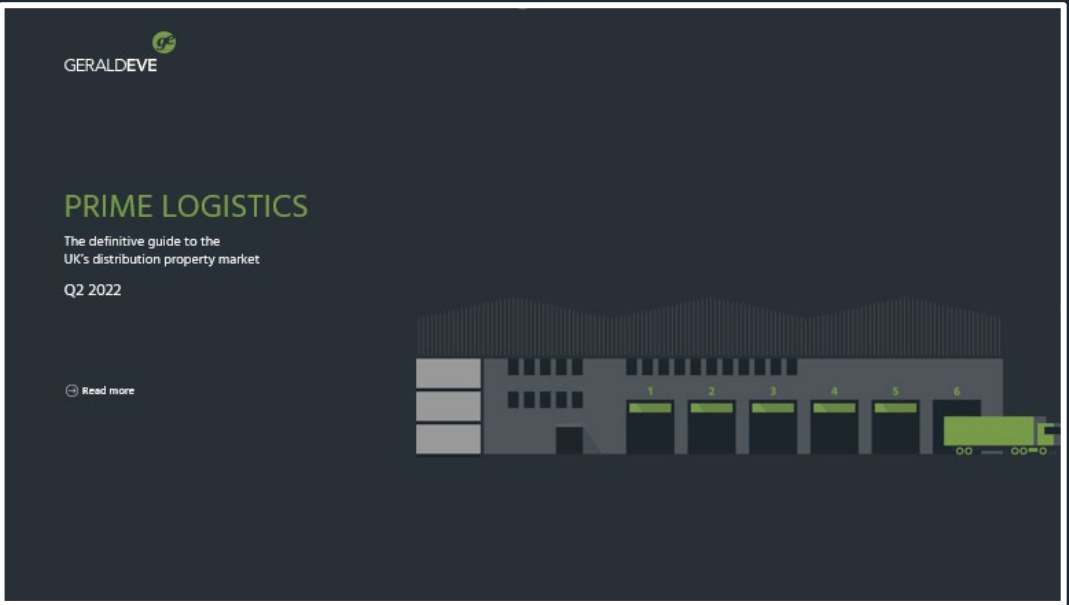 ge
GERALDEVE
PRIME LOGISTICS
The definitive guide to the
UK's distribution property market
Q2 2022
Read more
1 2 3 4 5 6